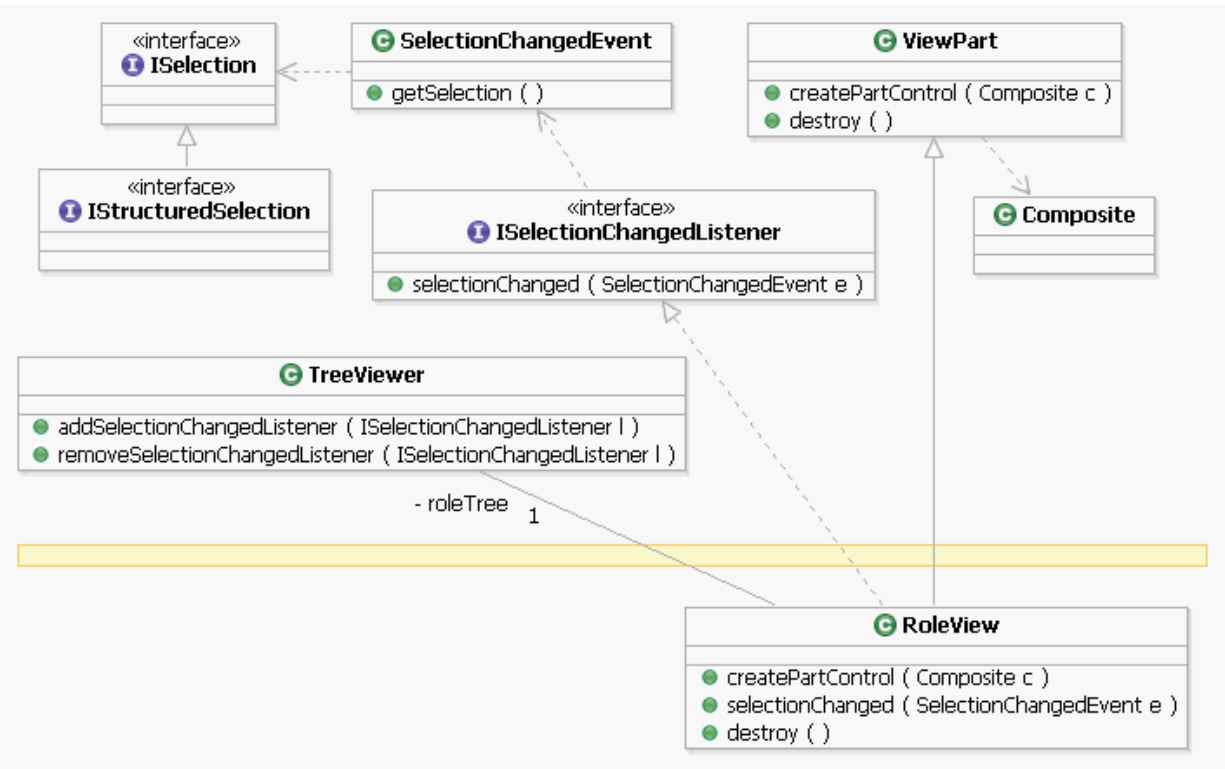 «interface»
I ISelection
C SelectionChangedEvent
getSelection ( )
C ViewPart
createPartControl ( Composite c )
destroy ( )
«interface»
I IStructuredSelection
«interface»
I ISelectionChangedListener
selectionChanged ( SelectionChangedEvent e )
C Composite
C TreeViewer
addSelectionChangedListener ( ISelectionChangedListener l )
removeSelectionChangedListener ( ISelectionChangedListener l )
- roleTree
1
C RoleView
createPartControl ( Composite c )
selectionChanged ( SelectionChangedEvent e )
destroy ( )